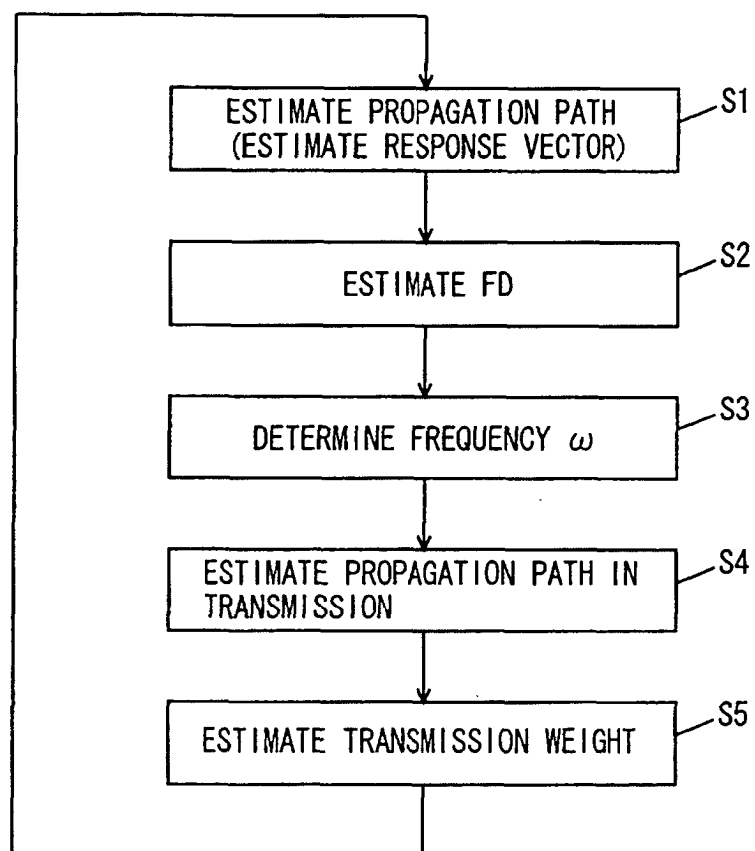 S1
ESTIMATE PROPAGATION PATH
(ESTIMATE RESPONSE VECTOR)
S2
ESTIMATE FD
S3
DETERMINE FREQUENCY ω
S4
ESTIMATE PROPAGATION PATH IN
TRANSMISSION
S5
ESTIMATE TRANSMISSION WEIGHT